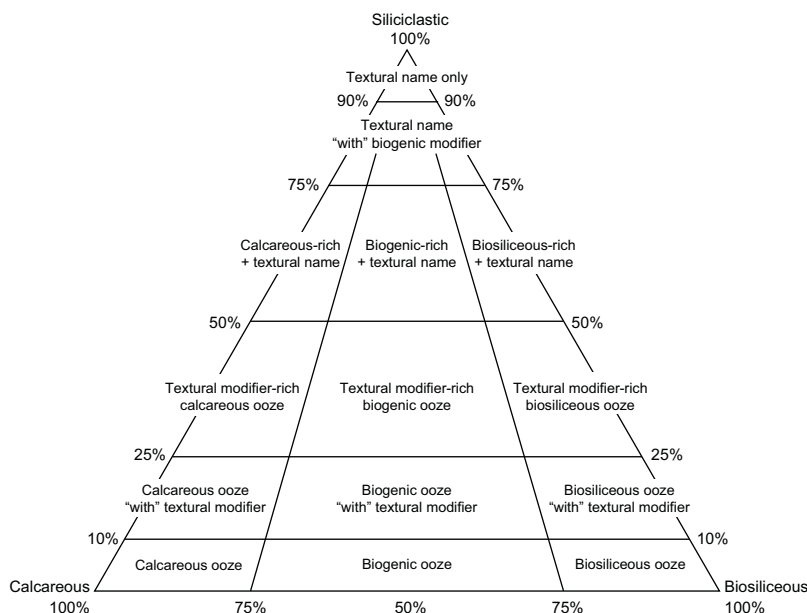 Siliciclastic
100%
Textural name only
90%
90%
Textural name
“with” biogenic modifier
75%
75%
Calcareous-rich
+ textural name
Biogenic-rich
+ textural name
Biosiliceous-rich
+ textural name
50%
50%
Textural modifier-rich
calcareous ooze
Textural modifier-rich
biogenic ooze
Textural modifier-rich
biosiliceous ooze
25%
25%
Calcareous ooze
“with” textural modifier
Biogenic ooze
“with” textural modifier
Biosiliceous ooze
“with” textural modifier
10%
10%
Calcareous ooze
Biogenic ooze
Biosiliceous ooze
Calcareous
100%
75%
50%
75%
Biosiliceous
100%